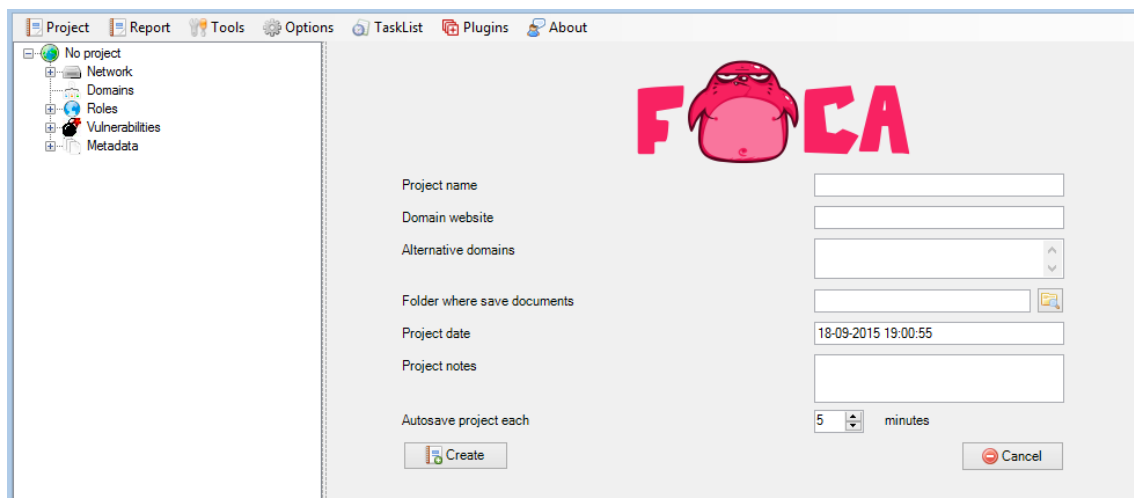 Project Report Tools Options TaskList Plugins About
No project
Network
Domains
Roles
Vulnerabilities
Metadata
FOCA
Project name
Domain website
Alternative domains
Folder where save documents
Project date 18-09-2015 19:00:55
Project notes
Autosave project each 5 minutes
Create Cancel